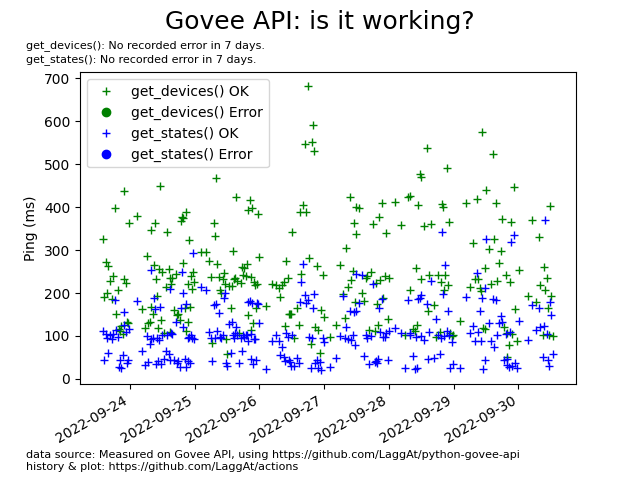 Govee API: is it working?
get_devices(): No recorded error in 7 days.
get_states(): No recorded error in 7 days.
get_devices() OK
get_devices() Error
get_states() OK
get_states() Error
Ping (ms)
700
600
500
400
300
200
100
0
2022-09-24
2022-09-25
2022-09-26
2022-09-27
2022-09-28
2022-09-29
2022-09-30
data source: Measured on Govee API, using https://github.com/LaggAt/python-govee-api
history & plot: https://github.com/LaggAt/actions